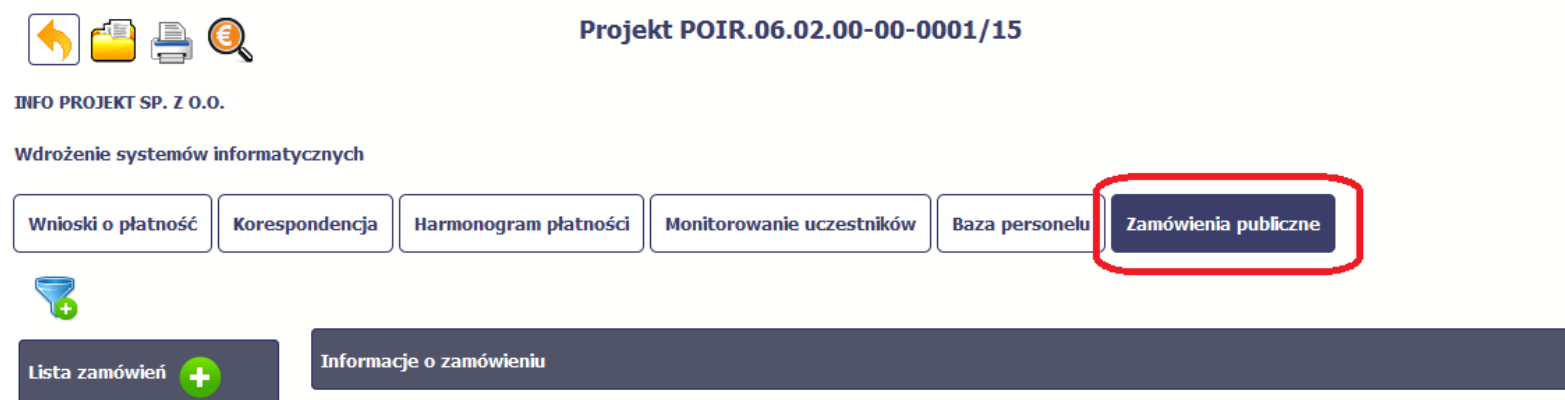 Projekt POIR.06.02.00-00-0001/15
INFO PROJEKT SP. Z O.O.
Wdrożenie systemów informatycznych
Wnioski o płatność Korespondencja Harmonogram płatności Monitorowanie uczestników Baza personelu Zamówienia publiczne
Lista zamówień Informacje o zamówieniu